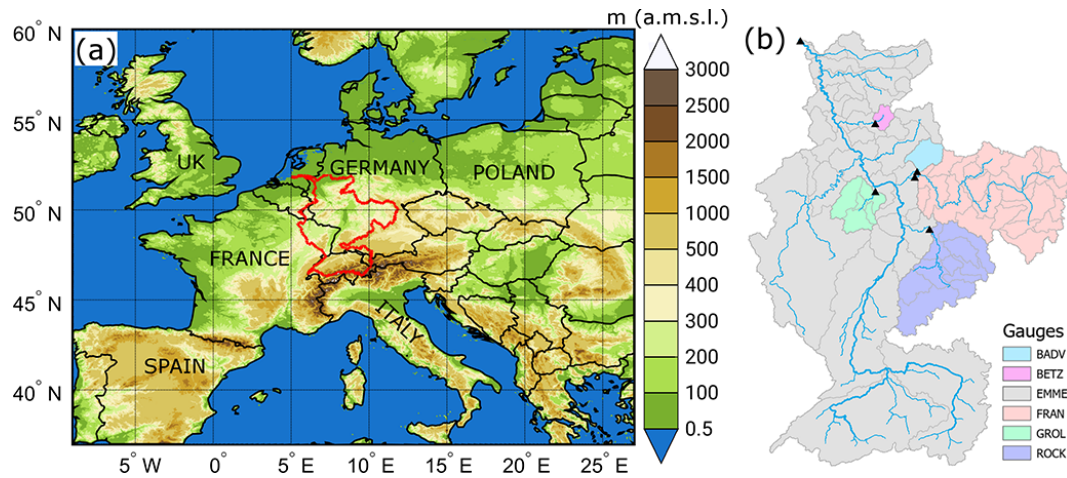 m (a.m.s.l.)
60° N
(a)
3000
2500
55° N
2000
UK
GERMANY
POLAND
1500
50° N
1000
FRANCE
500
400
45° N
ITALY
300
SPAIN
200
40° N
100
0.5
5° W
0°
5° E
10° E
15° E
20° E
25° E
(b)
Gauges
BADV
BETZ
EMME
FRAN
GROL
ROCK